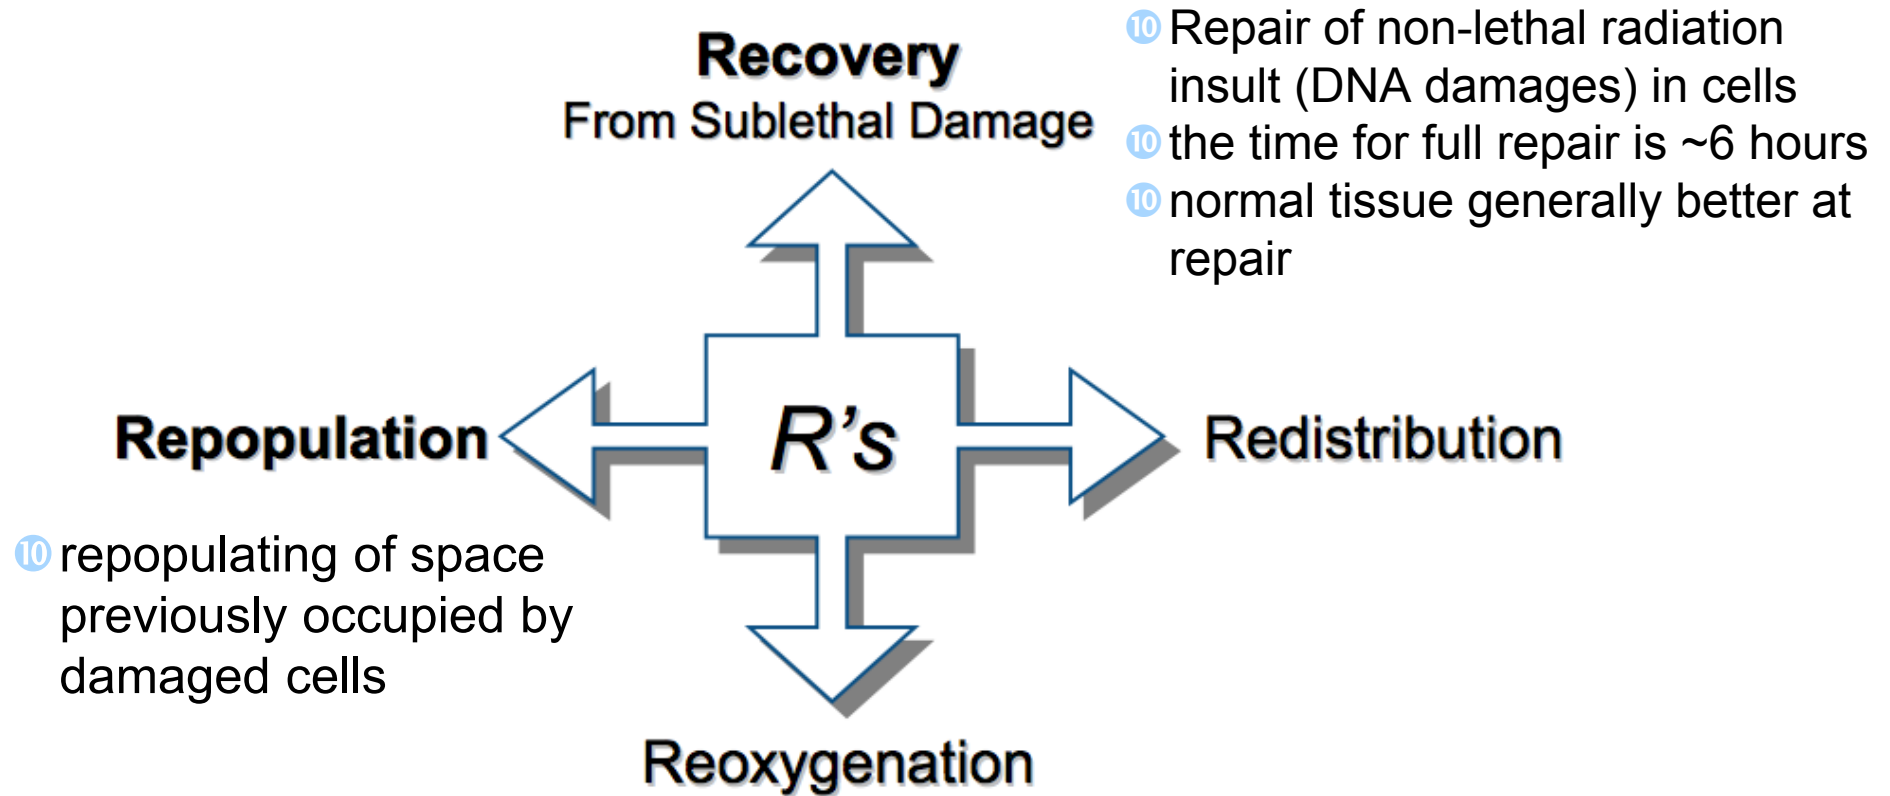 Recovery
From Sublethal Damage
⓾ Repair of non-lethal radiation
insult (DNA damages) in cells
⓾ the time for full repair is ~6 hours
⓾ normal tissue generally better at
repair
Repopulation
R’s
Redistribution
⓾ repopulating of space
previously occupied by
damaged cells
Reoxygenation